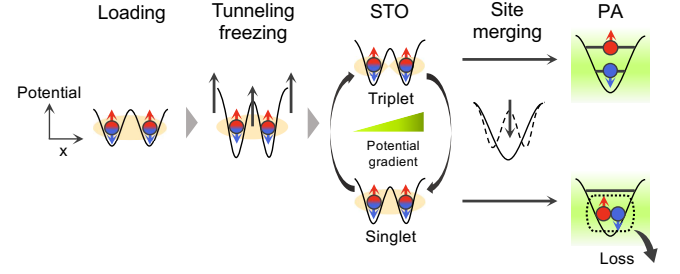 Loading
Tunneling
freezing
STO
Site
merging
PA
Potential
x
Triplet
Potential
gradient
Singlet
Loss